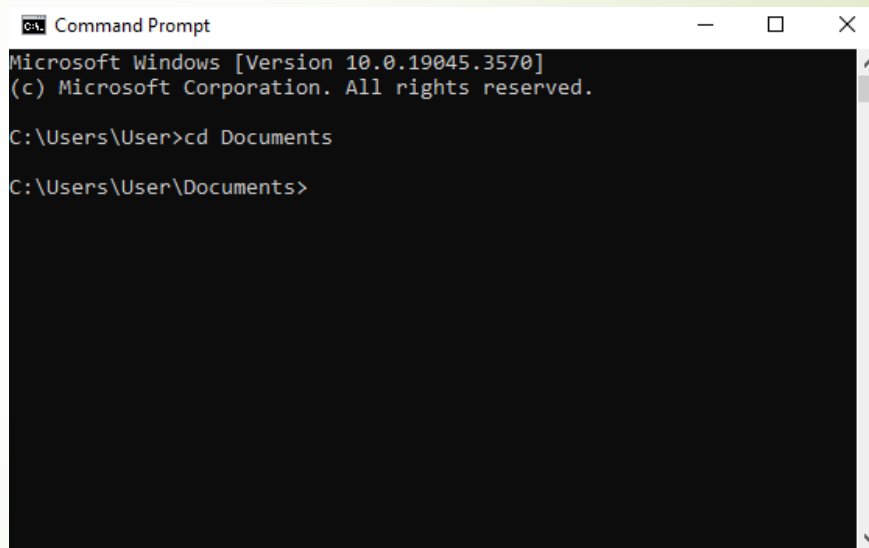 Command Prompt
Microsoft Windows [Version 10.0.19045.3570]
(c) Microsoft Corporation. All rights reserved.
C:\Users\User>cd Documents
C:\Users\User\Documents>